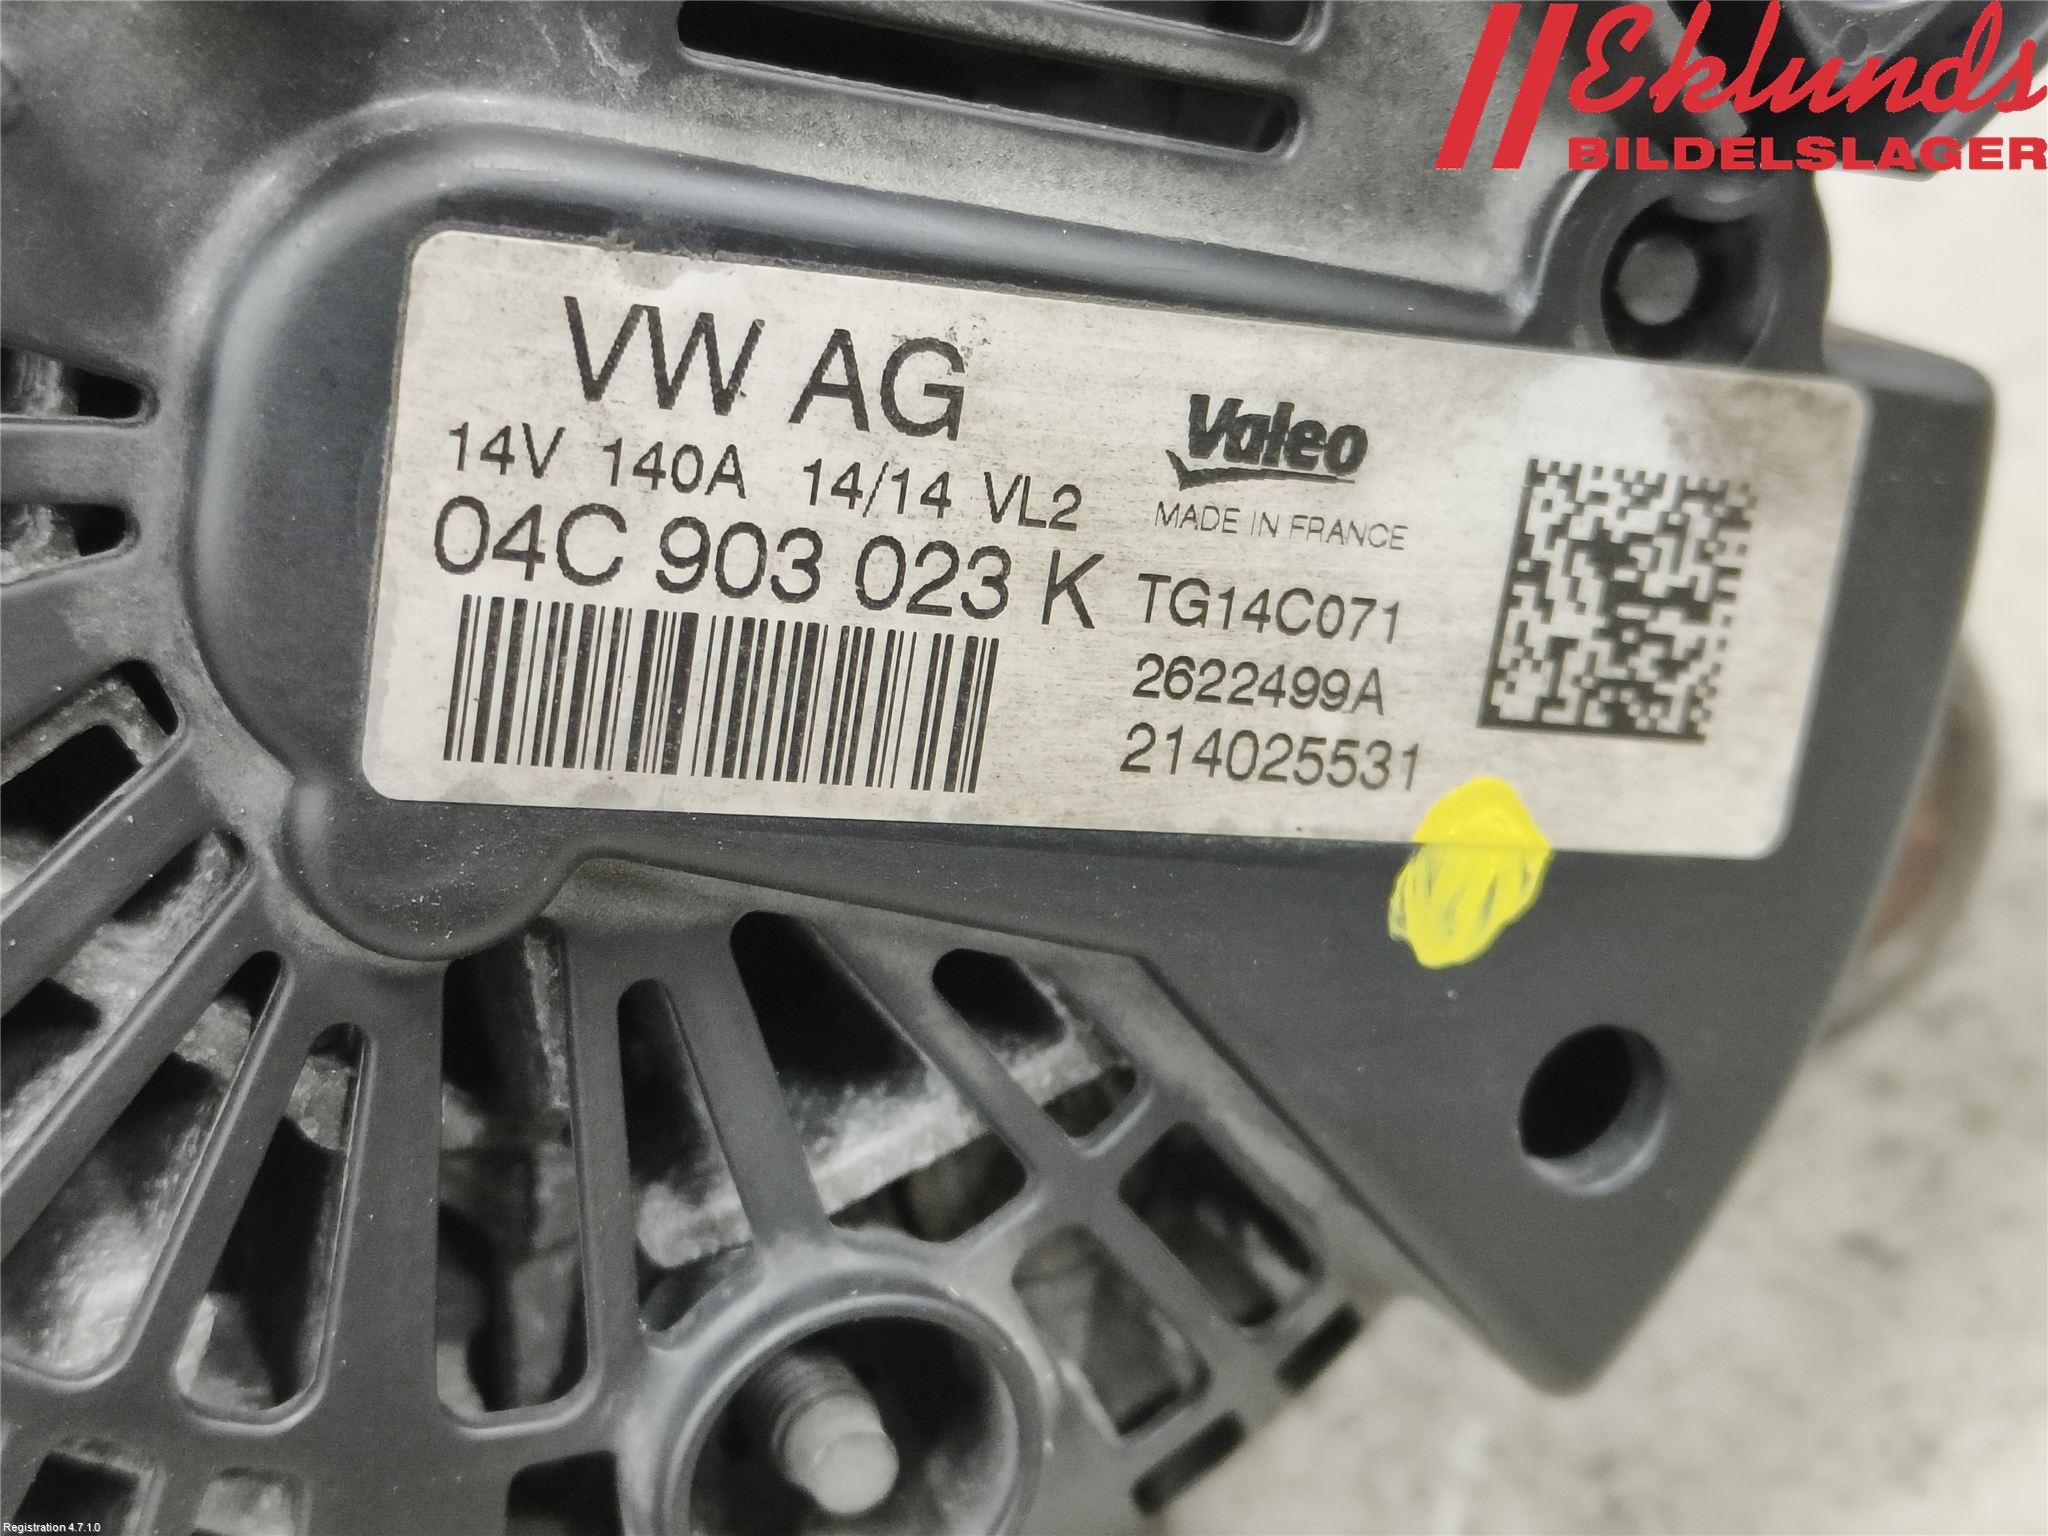 Eklunds
BILDELSLAGER
VW AG
14V 140A 14/14 VL2
04C 903 023 K
Valeo
MADE IN FRANCE
TG14C071
2622499A
214025531
Registration 4.7.1.0